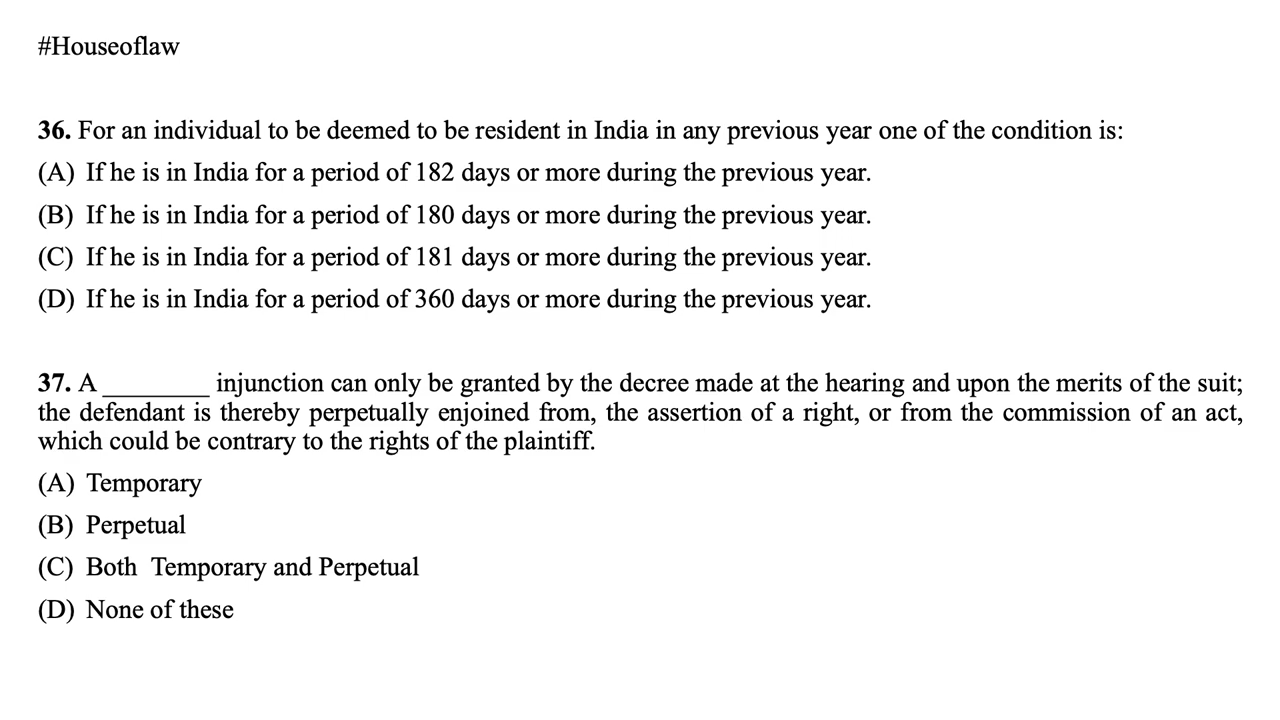 #Houseoflaw
36. For an individual to be deemed to be resident in India in any previous year one of the condition is:
(A) If he is in India for a period of 182 days or more during the previous year.
(B) If he is in India for a period of 180 days or more during the previous year.
(C) If he is in India for a period of 181 days or more during the previous year.
(D) If he is in India for a period of 360 days or more during the previous year.
37. A ________ injunction can only be granted by the decree made at the hearing and upon the merits of the suit;
the defendant is thereby perpetually enjoined from, the assertion of a right, or from the commission of an act,
which could be contrary to the rights of the plaintiff.
(A) Temporary
(B) Perpetual
(C) Both Temporary and Perpetual
(D) None of these